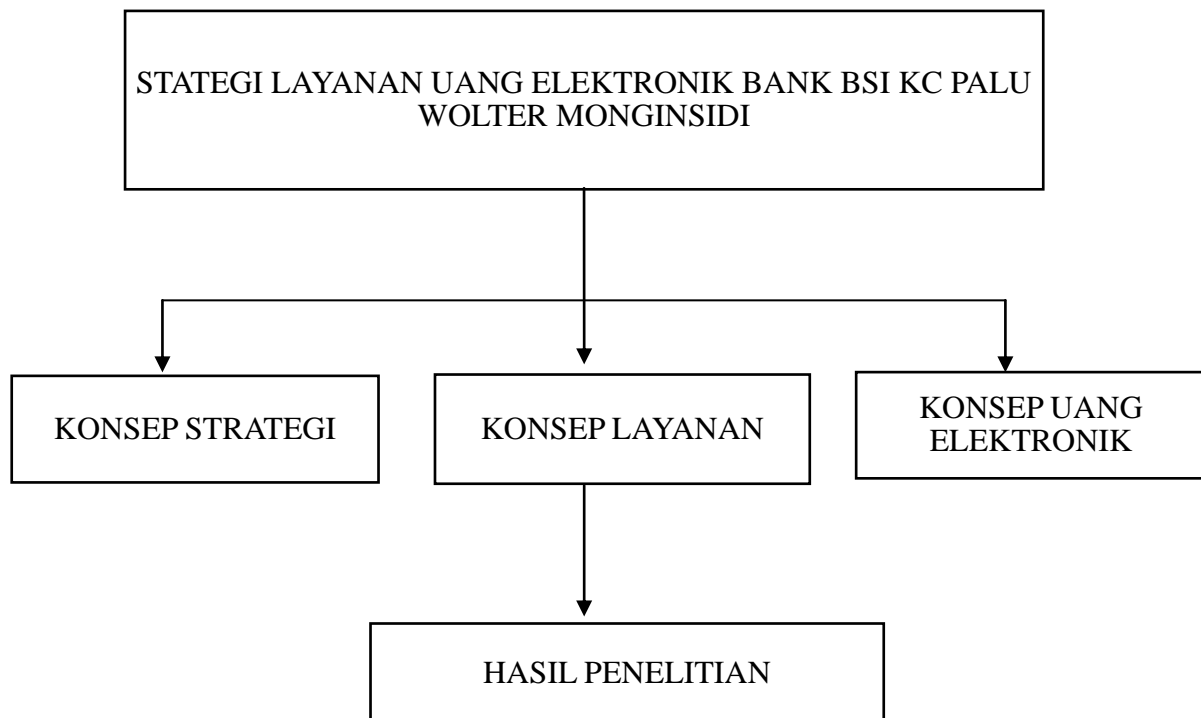 STATEGI LAYANAN UANG ELEKTRONIK BANK BSI KC PALU
WOLTER MONGINSIDI
KONSEP STRATEGI
KONSEP LAYANAN
KONSEP UANG
ELEKTRONIK
HASIL PENELITIAN